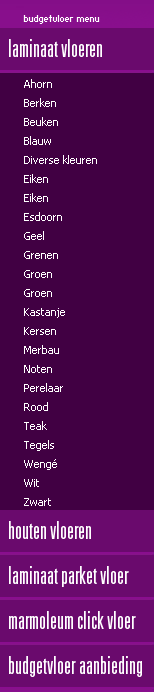 budgetvloer menu
laminaat vloeren
Ahorn
Berken
Beuken
Blauw
Diverse kleuren
Eiken
Eiken
Esdoorn
Geel
Grenen
Groen
Groen
Kastanje
Kersen
Merbau
Noten
Perelaar
Rood
Teak
Tegels
Wengé
Wit
Zwart
houten vloeren
laminaat parket vloer
marmoleum click vloer
budgetvloer aanbieding